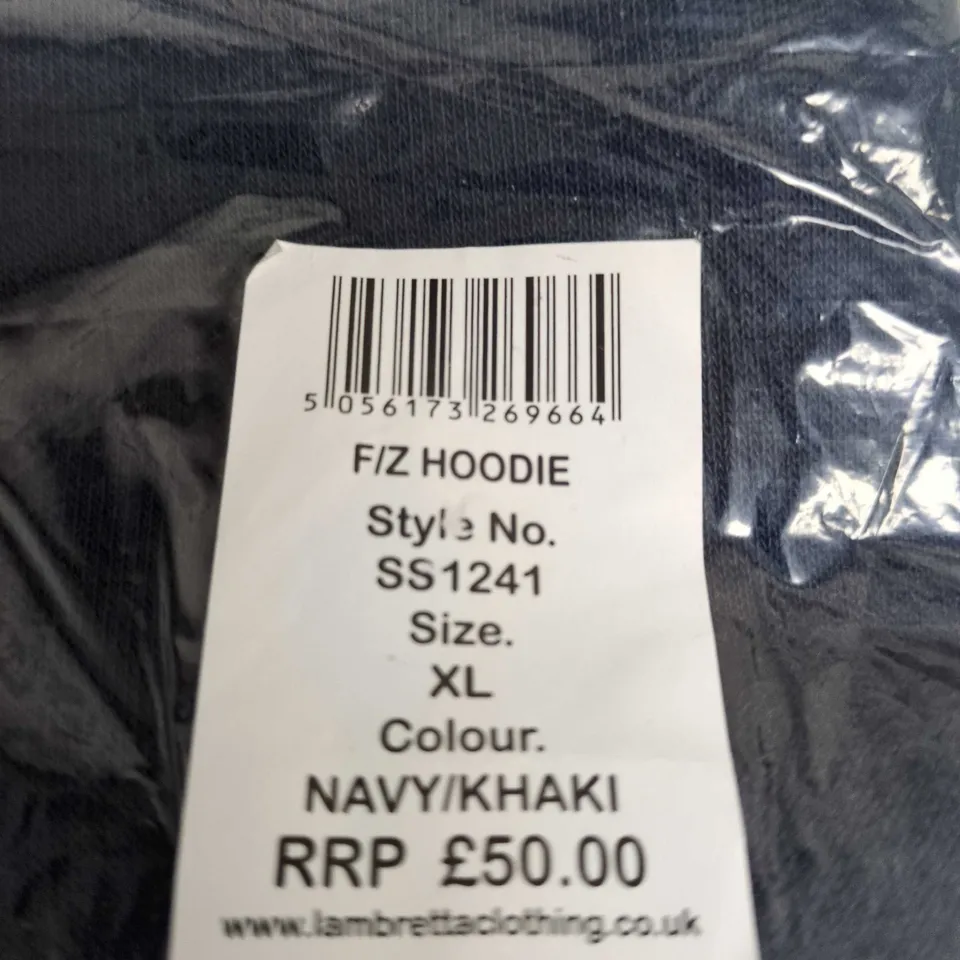 5 056173 269664
F/Z HOODIE
Style No.
SS1241
Size.
XL
Colour.
NAVY/KHAKI
RRP £50.00
www.lambrettaclothing.co.uk